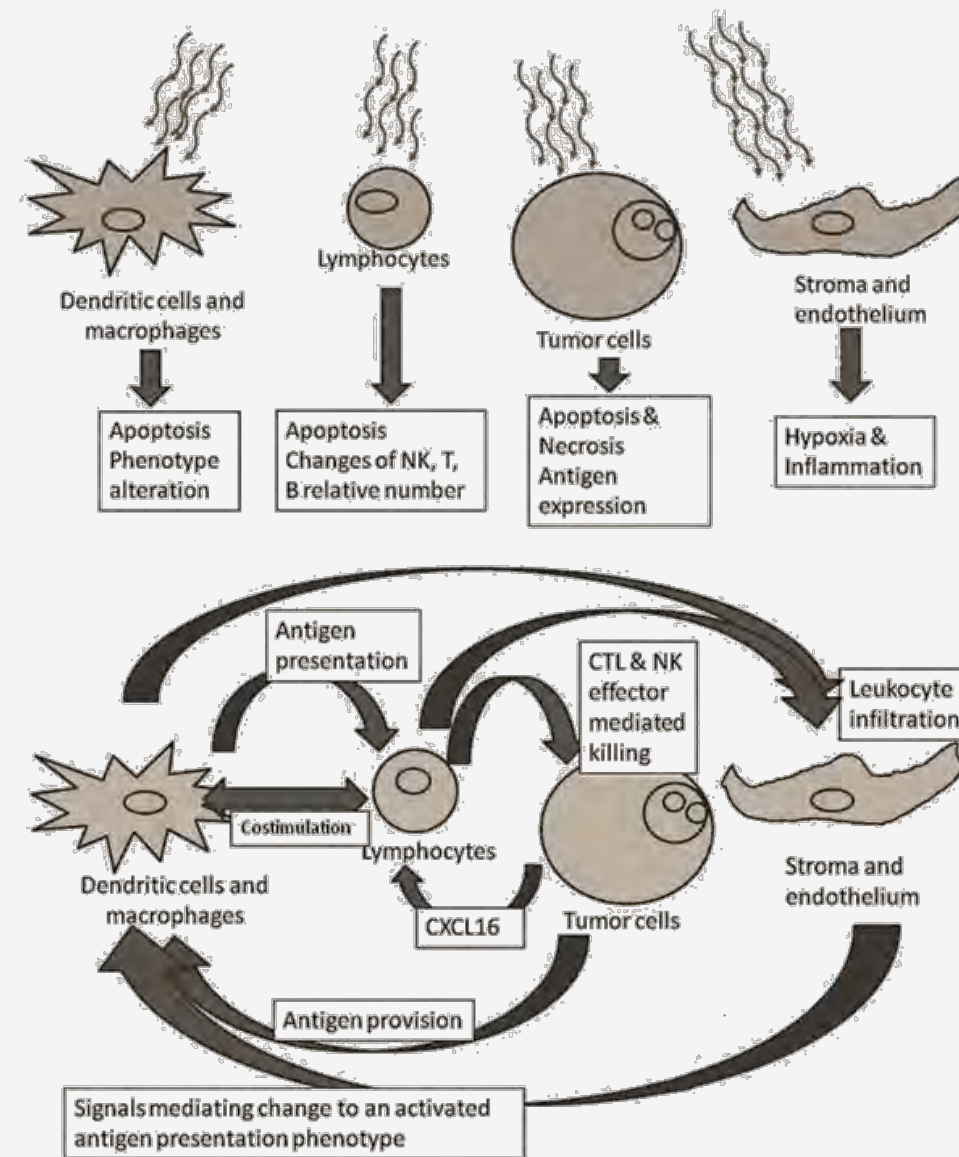 Lymphocytes
Dendritic cells and
macrophages
Tumor cells
Stroma and
endothelium
Apoptosis
Phenotype
alteration
Apoptosis
Changes of NK, T,
B relative number
Apoptosis &
Necrosis
Antigen
expression
Hypoxia &
Inflammation
Antigen
presentation
CTL & NK
effector
mediated
killing
Leukocyte
infiltration
Costimulation
Lymphocytes
Dendritic cells and
macrophages
CXCL16
Tumor cells
Stroma and
endothelium
Antigen provision
Signals mediating change to an activated
antigen presentation phenotype